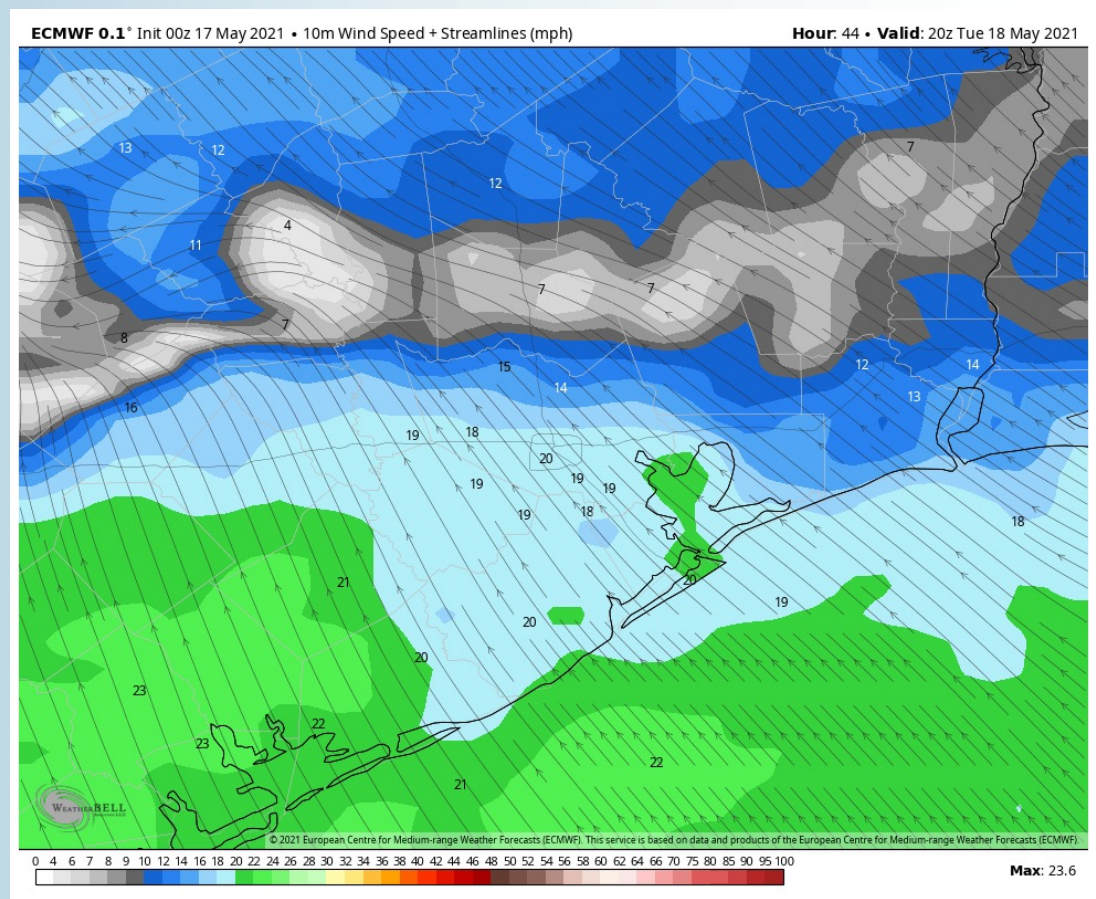 ECMWF 0.1° Init 00z 17 May 2021 • 10m Wind Speed + Streamlines (mph) Hour: 44 • Valid: 20z Tue 18 May 2021
7
13 12
12
4
11
7 7
7
8
15 12 14
14 13
16
19 18
20
19 19 19
19 18 18
21
20 19
20
20
23
22
23
22
21
WEATHERBELL
© 2021 European Centre for Medium-range Weather Forecasts (ECMWF). This service is based on data and products of the European Centre for Medium-range Weather Forecasts (ECMWF).
0 4 6 7 8 9 10 12 14 16 18 20 22 24 26 28 30 32 34 36 38 40 42 44 46 48 50 52 54 56 58 60 62 64 66 70 75 80 85 90 95 100
Max: 23.6